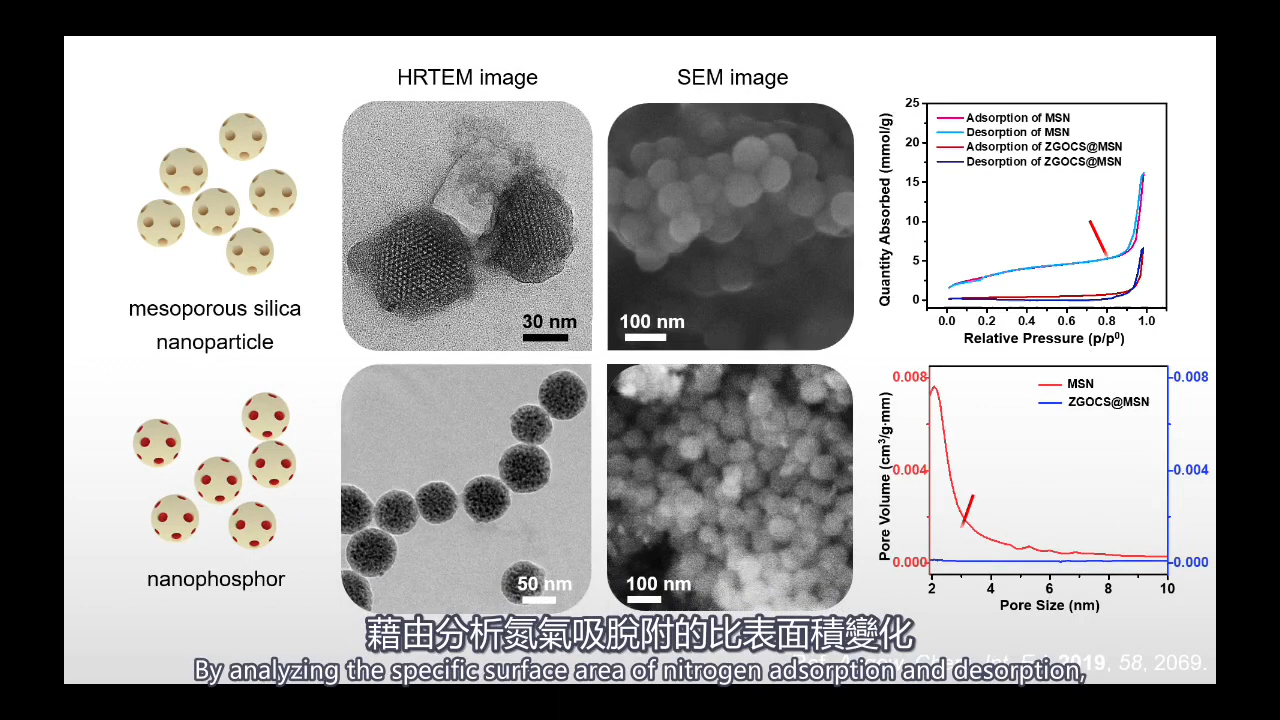 HRTEM image
SEM image
mesoporous silica
nanoparticle
30 nm
100 nm
Quantity Absorbed (mmol/g)
25
20
15
10
5
0
Adsorption of MSN
Desorption of MSN
Adsorption of ZGOCS@MSN
Desorption of ZGOCS@MSN
0.0 0.2 0.4 0.6 0.8 1.0
Relative Pressure (p/p⁰)
nanophosphor
50 nm
100 nm
Pore Volume (cm³/g·mm)
0.008
0.004
0.000
MSN
ZGOCS@MSN
0.008
0.004
0.000
2 4 6 8 10
Pore Size (nm)
藉由分析氮氣吸脫附的比表面積變化
2019, 58, 2069.
By analyzing the specific surface area of nitrogen adsorption and desorption,